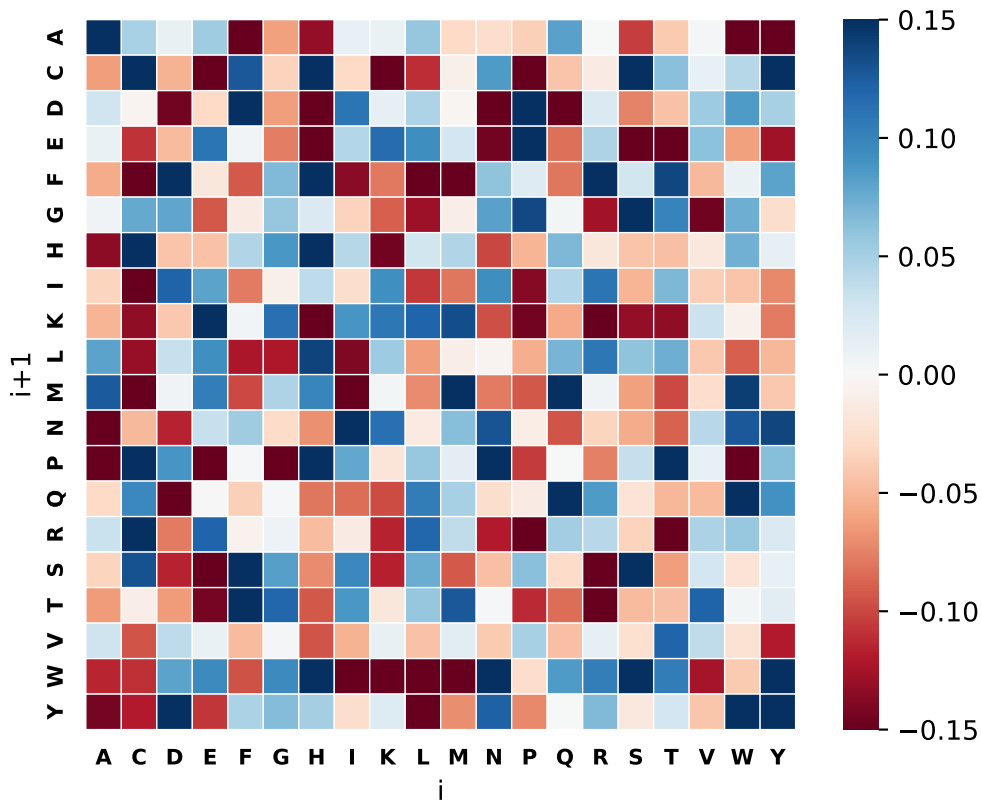 A
C
D
E
F
G
H
I
K
L
M
N
P
Q
R
S
T
V
W
Y
i+1
A C D E F G H I K L M N P Q R S T V W Y
i
0.15
0.10
0.05
0.00
−0.05
−0.10
−0.15